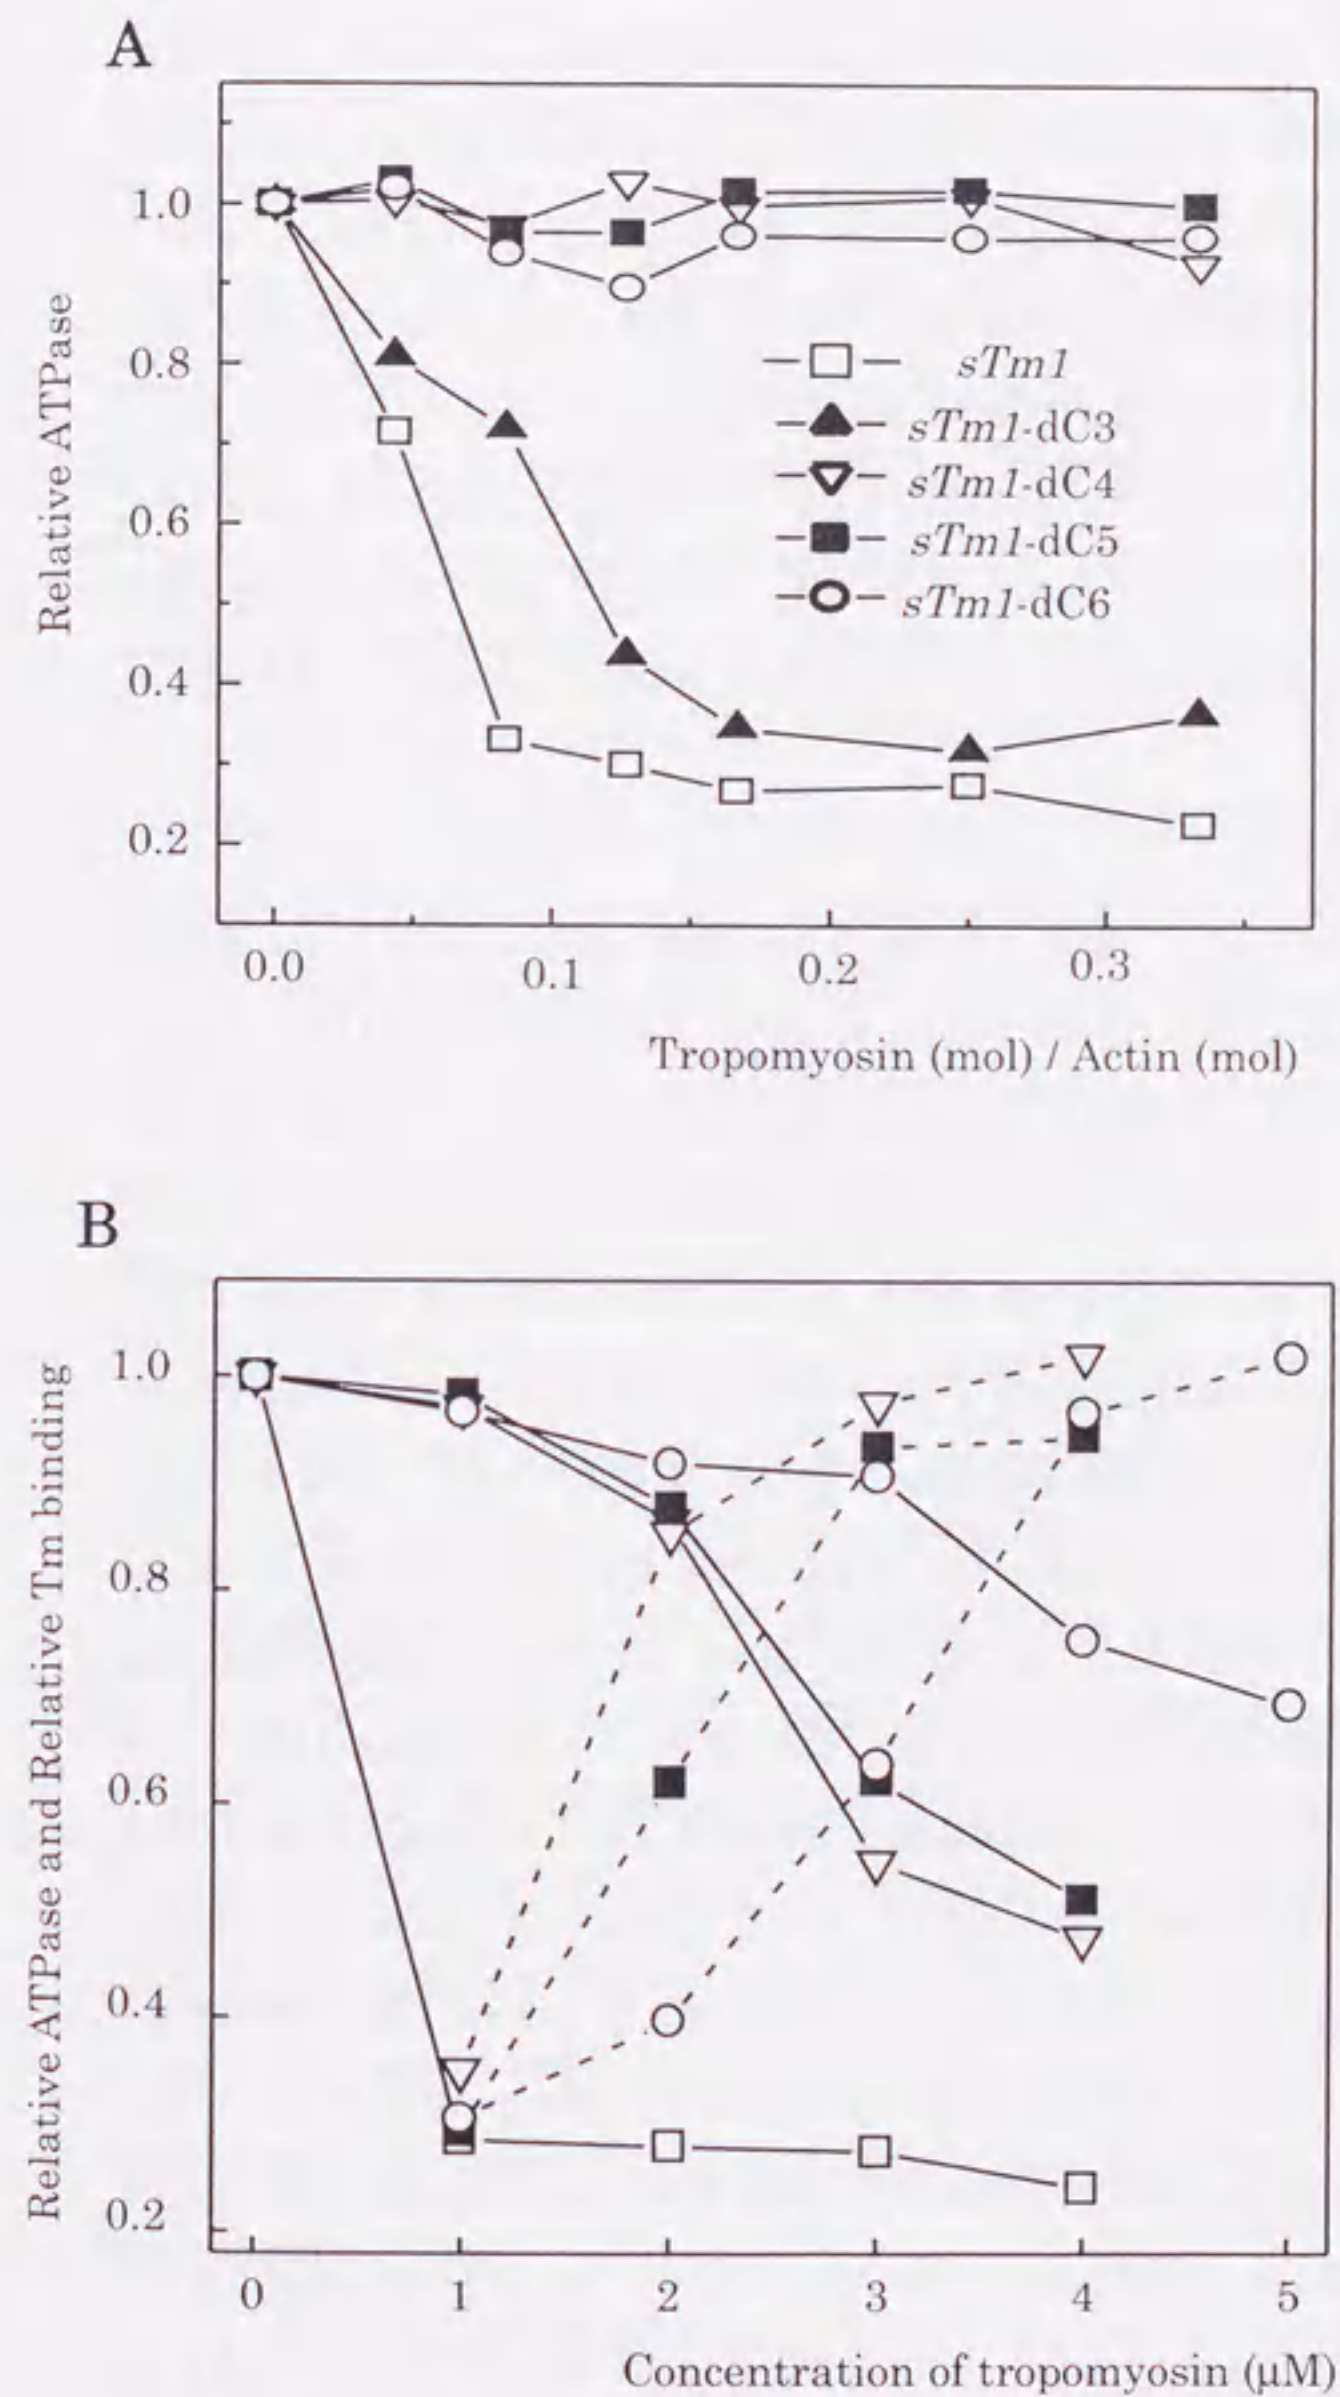 A
Relative ATPase
1.0
0.8
0.6
0.4
0.2
sTm1
sTm1-dC3
sTm1-dC4
sTm1-dC5
sTm1-dC6
0.0 0.1 0.2 0.3
Tropomyosin (mol) / Actin (mol)
B
Relative ATPase and Relative Tm binding
1.0
0.8
0.6
0.4
0.2
0 1 2 3 4 5
Concentration of tropomyosin (μM)